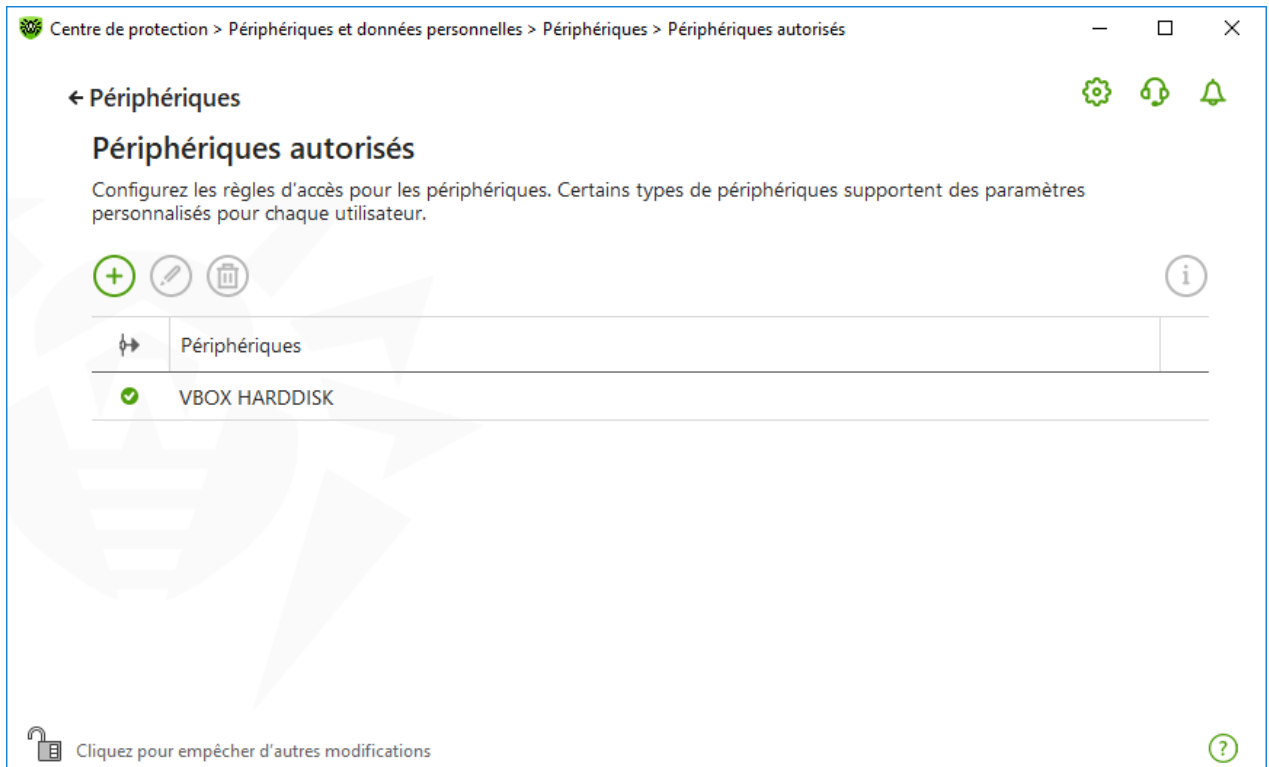 Centre de protection > Périphériques et données personnelles > Périphériques > Périphériques autorisés
Périphériques
Périphériques autorisés
Configurez les règles d'accès pour les périphériques. Certains types de périphériques supportent des paramètres
personnalisés pour chaque utilisateur.
Périphériques
VBOX HARDDISK
Cliquez pour empêcher d'autres modifications